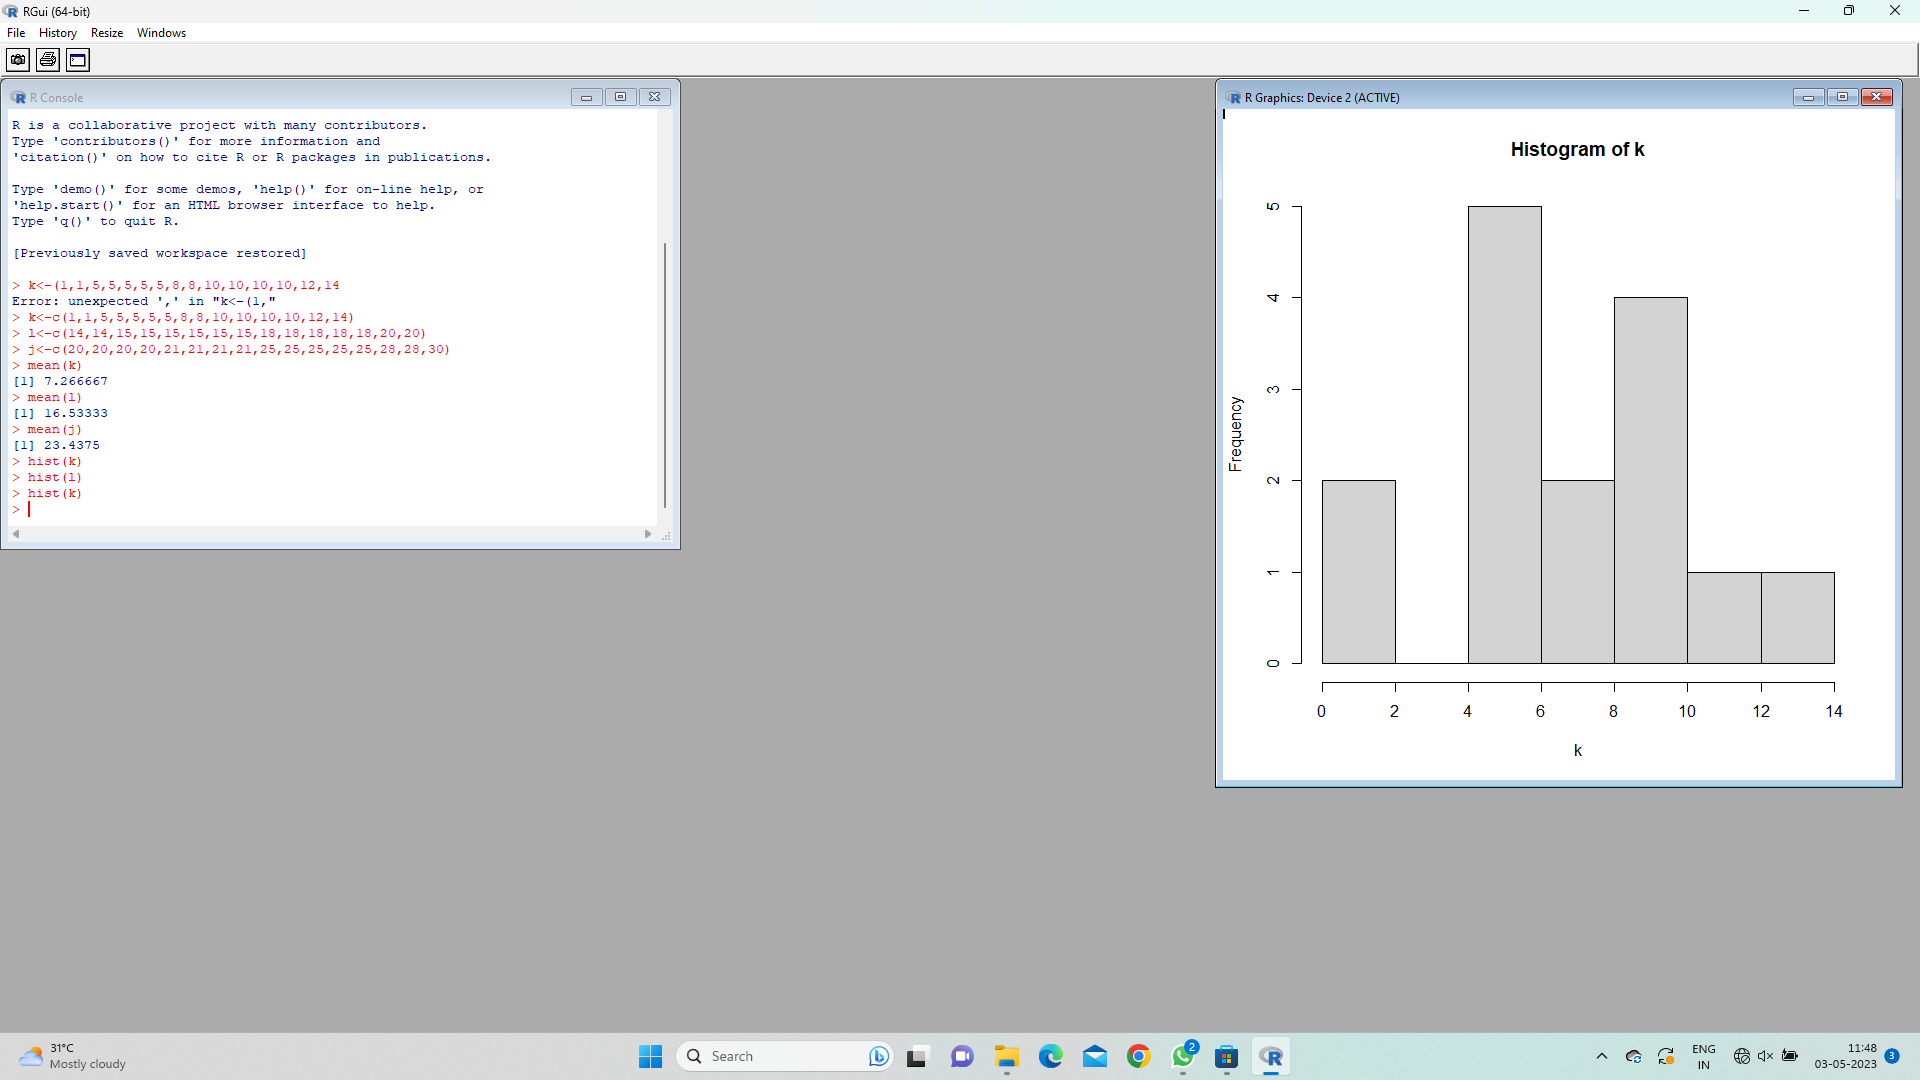 RGui (64-bit)
File History Resize Windows
R Console
R is a collaborative project with many contributors.
Type 'contributors()' for more information and
'citation()' on how to cite R or R packages in publications.
Type 'demo()' for some demos, 'help()' for on-line help, or
'help.start()' for an HTML browser interface to help.
Type 'q()' to quit R.
[Previously saved workspace restored]
> k<-(1,1,5,5,5,5,5,8,8,10,10,10,10,12,14
Error: unexpected ',' in "k<-(1,"
> k<-c(1,1,5,5,5,5,5,8,8,10,10,10,10,12,14)
> l<-c(14,14,15,15,15,15,15,15,18,18,18,18,18,20,20)
> j<-c(20,20,20,20,21,21,21,21,25,25,25,25,25,28,28,30)
> mean(k)
[1] 7.266667
> mean(l)
[1] 16.53333
> mean(j)
[1] 23.4375
> hist(k)
> hist(l)
> hist(k)
>
R Graphics: Device 2 (ACTIVE)
Histogram of k
Frequency
5
4
3
2
1
0
0 2 4 6 8 10 12 14
k
31°C
Mostly cloudy
Search
2
ENG
IN
11:48
03-05-2023
3